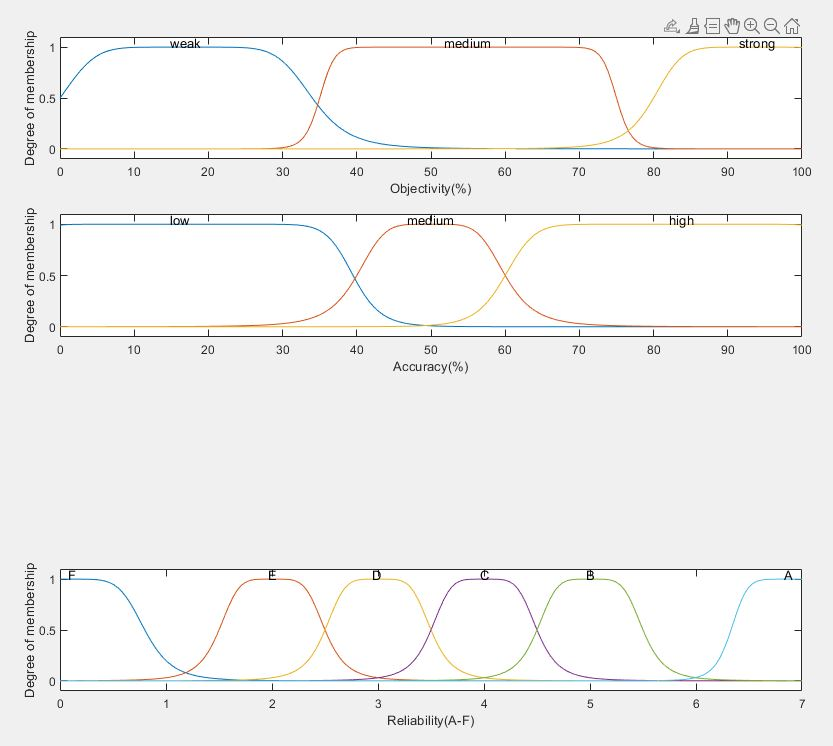 weak medium strong
1
0.5
0
Degree of membership
0 10 20 30 40 50 60 70 80 90 100
Objectivity(%)
low medium high
1
0.5
0
Degree of membership
0 10 20 30 40 50 60 70 80 90 100
Accuracy(%)
F E D C B A
1
0.5
0
Degree of membership
0 1 2 3 4 5 6 7
Reliability(A-F)